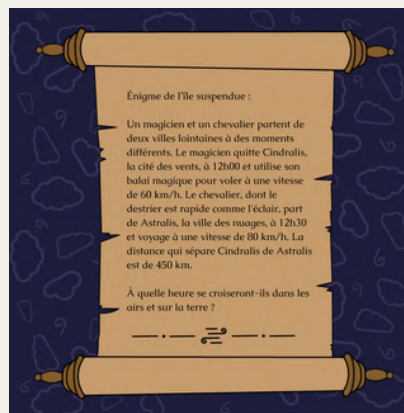 Énigme de l'île suspendue :
Un magicien et un chevalier partent de
deux villes lointaines à des moments
différents. Le magicien quitte Cindralis,
la cité des vents, à 12h00 et utilise son
balai magique pour voler à une vitesse
de 60 km/h. Le chevalier, dont le
destrier est rapide comme l'éclair, part
de Astralis, la ville des nuages, à 12h30
et voyage à une vitesse de 80 km/h. La
distance qui sépare Cindralis de Astralis
est de 450 km.
À quelle heure se croiseront-ils dans les
airs et sur la terre ?